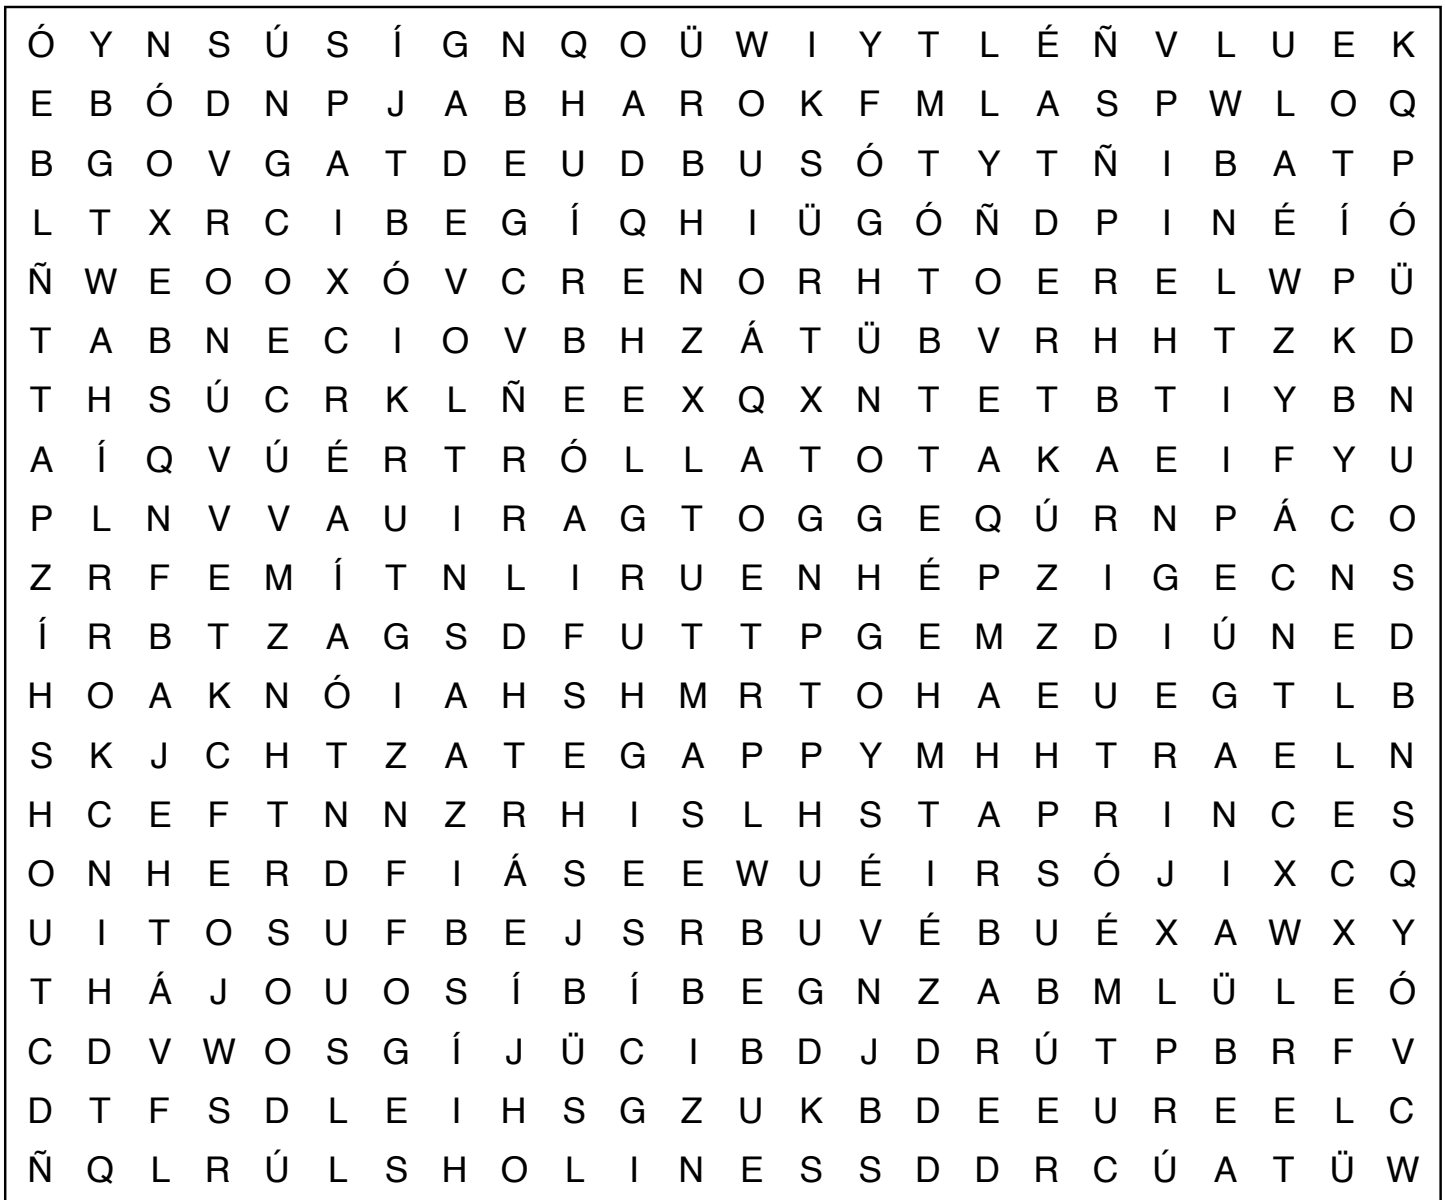 Ó Y N S Ú S Í G N Q O Ü W I Y T L É Ñ V L U E K
E B Ó D N P J A B H A R O K F M L A S P W L O Q
B G O V G A T D E U D B U S Ó T Y T Ñ I B A T P
L T X R C I B E G Í Q H I Ü G Ó Ñ D P I N É Í Ó
Ñ W E O O X Ó V C R E N O R H T O E R E L W P Ü
T A B N E C I O V B H Z Á T Ü B V R H H T Z K D
T H S Ú C R K L Ñ E E X Q X N T E T B T I Y B N
A Í Q V Ú É R T R Ó L L A T O T A K A E I F Y U
P L N V V A U I R A G T O G G E Q Ú R N P Á C O
Z R F E M Í T N L I R U E N H É P Z I G E C N S
Í R B T Z A G S D F U T T P G E M Z D I Ú N E D
H O A K N Ó I A H S H M R T O H A E U E G T L B
S K J C H T Z A T E G A P P Y M H H T R A E L N
H C E F T N N Z R H I S L H S T A P R I N C E S
O N H E R D F I Á S E E W U É I R S Ó J I X C Q
U I T O S U F B E J S R B U V É B U É X A W X Y
T H Á J O U O S Í B Í B E G N Z A B M L Ü L E Ó
C D V W O S G Í J Ü C I B D J D R Ú T P B R F V
D T F S D L E I H S G Z U K B D E E U R E E L C
Ñ Q L R Ú L S H O L I N E S S D D R C Ú A T Ü W